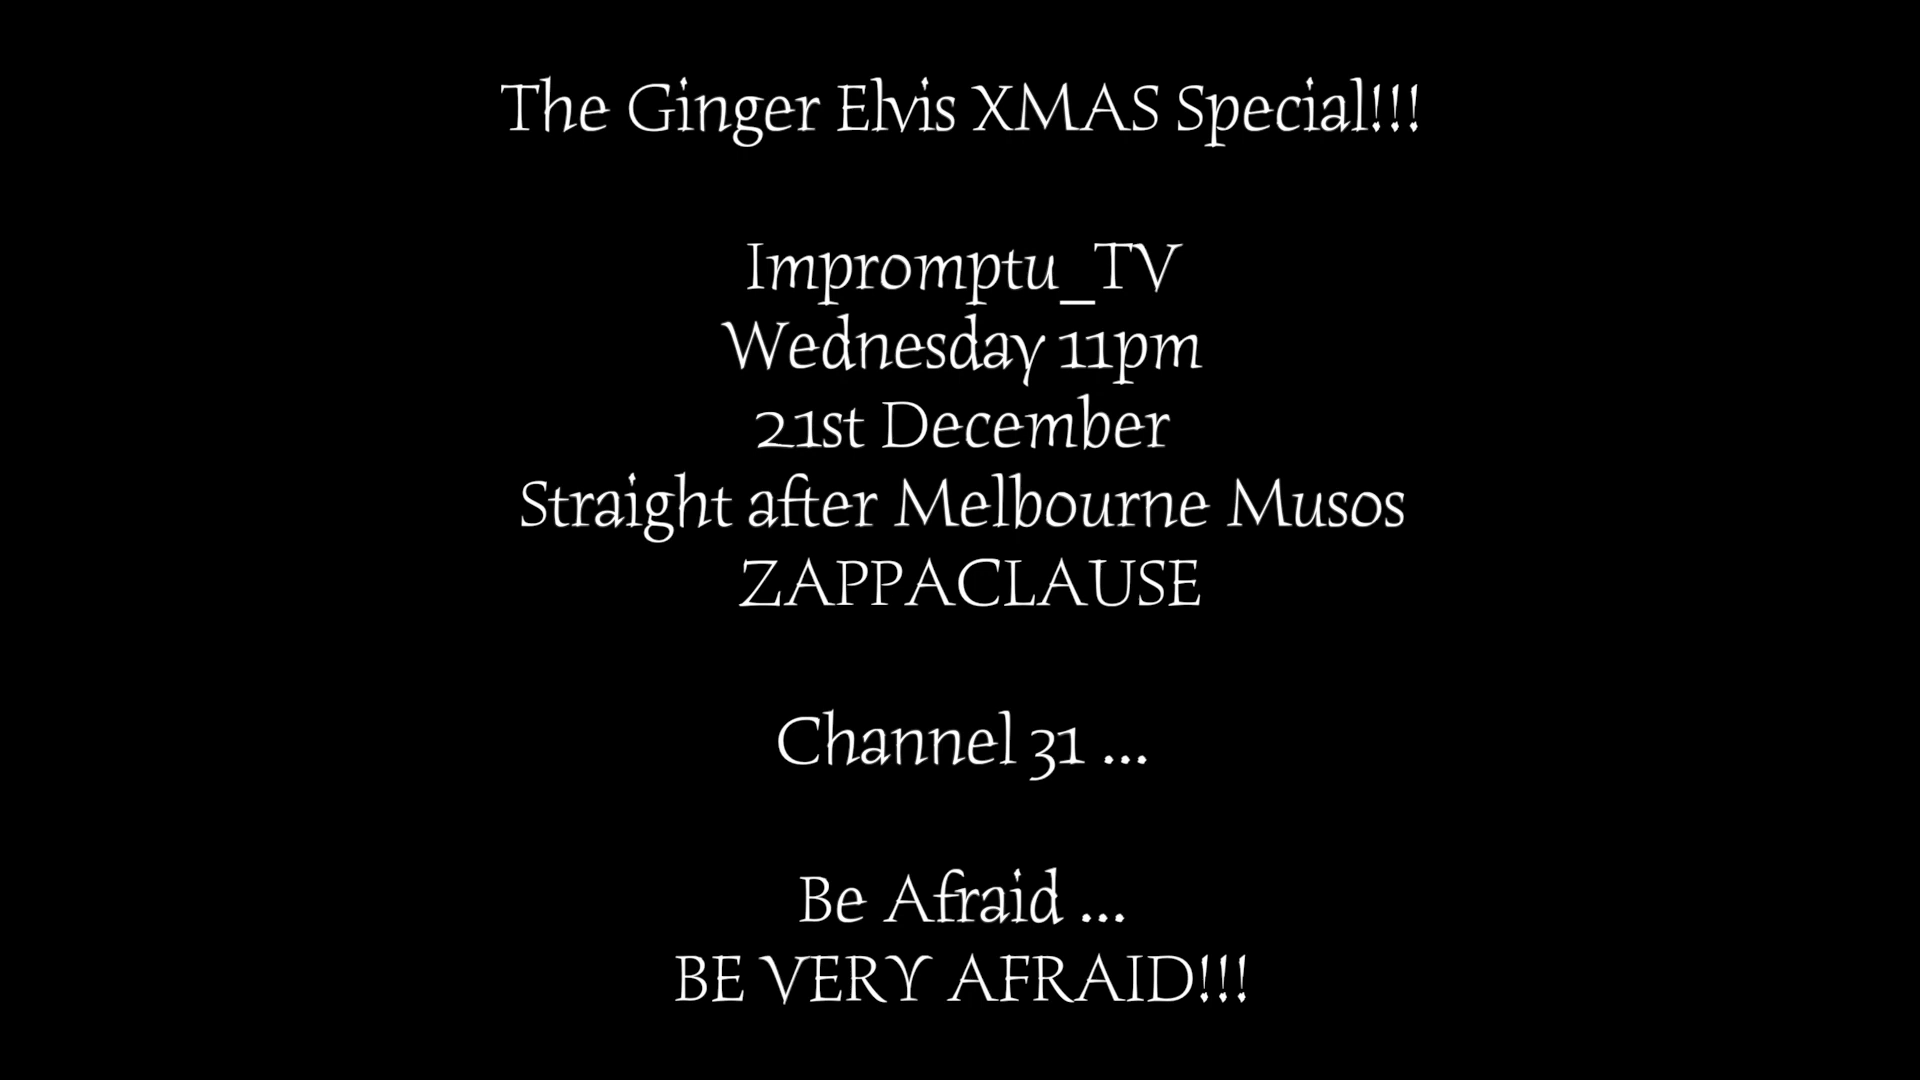 The Ginger Elvis XMAS Special!!!
Impromptu_TV
Wednesday 11pm
21st December
Straight after Melbourne Musos
ZAPPACLAUSE
Channel 31 ...
Be Afraid ...
BE VERY AFRAID!!!